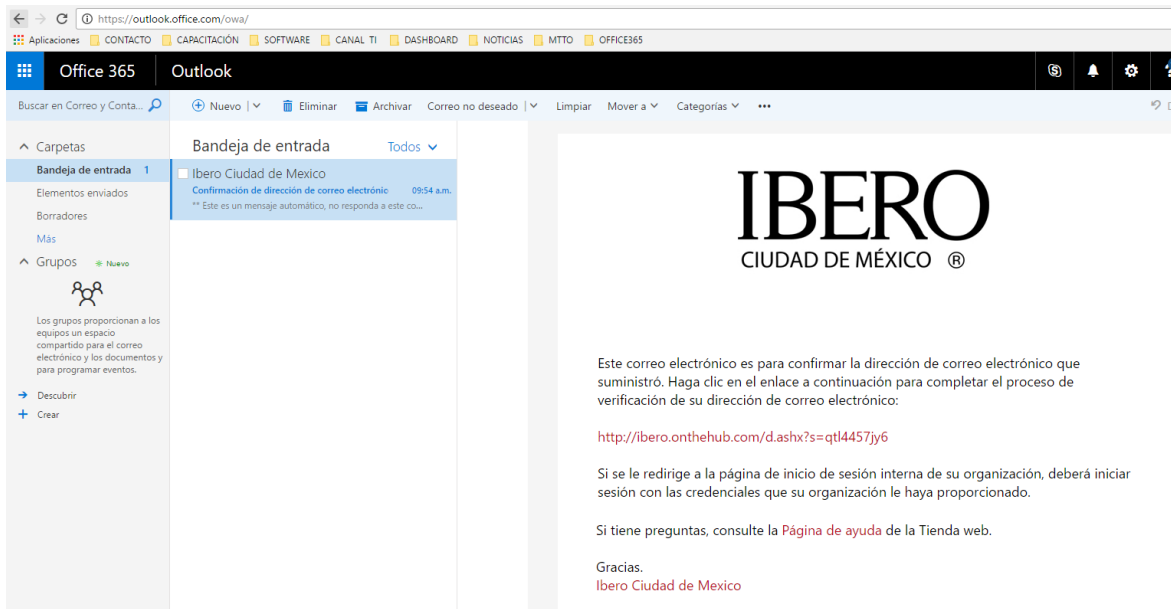 https://outlook.office.com/owa/
Aplicaciones CONTACTO CAPACITACIÓN SOFTWARE CANAL TI DASHBOARD NOTICIAS MTTO OFFICE365
Office 365 Outlook
Buscar en Correo y Conta... Nuevo Eliminar Archivar Correo no deseado Limpiar Mover a Categorías •••
Carpetas
Bandeja de entrada 1
Elementos enviados
Borradores
Más
Grupos Nuevo
Los grupos proporcionan a los
equipos un espacio
compartido para el correo
electrónico y los documentos y
para programar eventos.
Descubrir
Crear
Bandeja de entrada Todos
Ibero Ciudad de Mexico
Confirmación de dirección de correo electrónic 09:54 a.m.
** Este es un mensaje automático, no responda a este co...
IBERO
CIUDAD DE MÉXICO ®
Este correo electrónico es para confirmar la dirección de correo electrónico que
suministró. Haga clic en el enlace a continuación para completar el proceso de
verificación de su dirección de correo electrónico:
http://ibero.onthehub.com/d.ashx?s=qtl4457jy6
Si se le redirige a la página de inicio de sesión interna de su organización, deberá iniciar
sesión con las credenciales que su organización le haya proporcionado.
Si tiene preguntas, consulte la Página de ayuda de la Tienda web.
Gracias.
Ibero Ciudad de Mexico